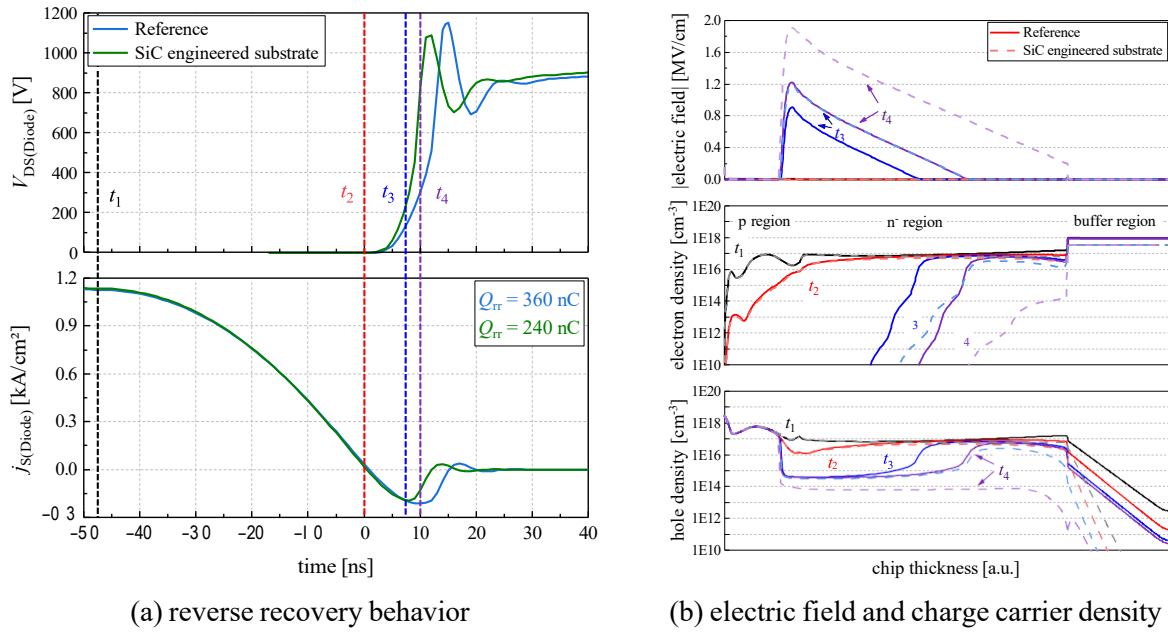 1200
1000
800
600
400
200
0
V_DS(Diode) [V]
Reference
SiC engineered substrate
t₁
t₂
t₃
t₄
1.2
0.9
0.6
0.3
0.0
−0.3
j_S(Diode) [kA/cm²]
Q_rr = 360 nC
Q_rr = 240 nC
-50 -40 -30 -20 -10 0 10 20 30 40
time [ns]
(a) reverse recovery behavior
2.0
1.6
1.2
0.8
0.4
0.0
|electric field| [MV/cm]
Reference
SiC engineered substrate
t₄
t₃
1E20
1E18
1E16
1E14
1E12
1E10
electron density [cm⁻³]
p region n⁻ region buffer region
t₁
t₂
3
4
1E20
1E18
1E16
1E14
1E12
1E10
hole density [cm⁻³]
t₁
t₂
t₃
t₄
chip thickness [a.u.]
(b) electric field and charge carrier density